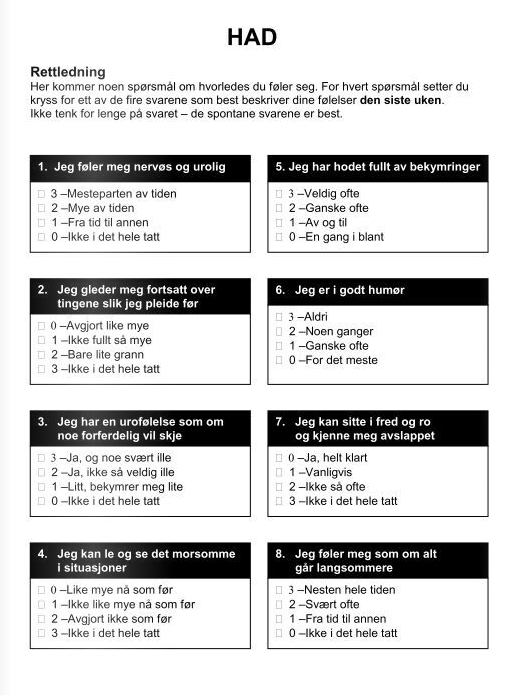 HAD
Rettledning
Her kommer noen spørsmål om hvorledes du føler seg. For hvert spørsmål setter du
kryss for ett av de fire svarene som best beskriver dine følelser den siste uken.
Ikke tenk for lenge på svaret – de spontane svarene er best.
1. Jeg føler meg nervøs og urolig
3 –Mesteparten av tiden
2 –Mye av tiden
1 –Fra tid til annen
0 –Ikke i det hele tatt
2. Jeg gleder meg fortsatt over
tingene slik jeg pleide før
0 –Avgjort like mye
1 –Ikke fullt så mye
2 –Bare lite grann
3 –Ikke i det hele tatt
3. Jeg har en urofølelse som om
noe forferdelig vil skje
3 –Ja, og noe svært ille
2 –Ja, ikke så veldig ille
1 –Litt, bekymrer meg lite
0 –Ikke i det hele tatt
4. Jeg kan le og se det morsomme
i situasjoner
0 –Like mye nå som før
1 –Ikke like mye nå som før
2 –Avgjort ikke som før
3 –Ikke i det hele tatt
5. Jeg har hodet fullt av bekymringer
3 –Veldig ofte
2 –Ganske ofte
1 –Av og til
0 –En gang i blant
6. Jeg er i godt humør
3 –Aldri
2 –Noen ganger
1 –Ganske ofte
0 –For det meste
7. Jeg kan sitte i fred og ro
og kjenne meg avslappet
0 –Ja, helt klart
1 –Vanligvis
2 –Ikke så ofte
3 –Ikke i det hele tatt
8. Jeg føler meg som om alt
går langsommere
3 –Nesten hele tiden
2 –Svært ofte
1 –Fra tid til annen
0 –Ikke i det hele tatt